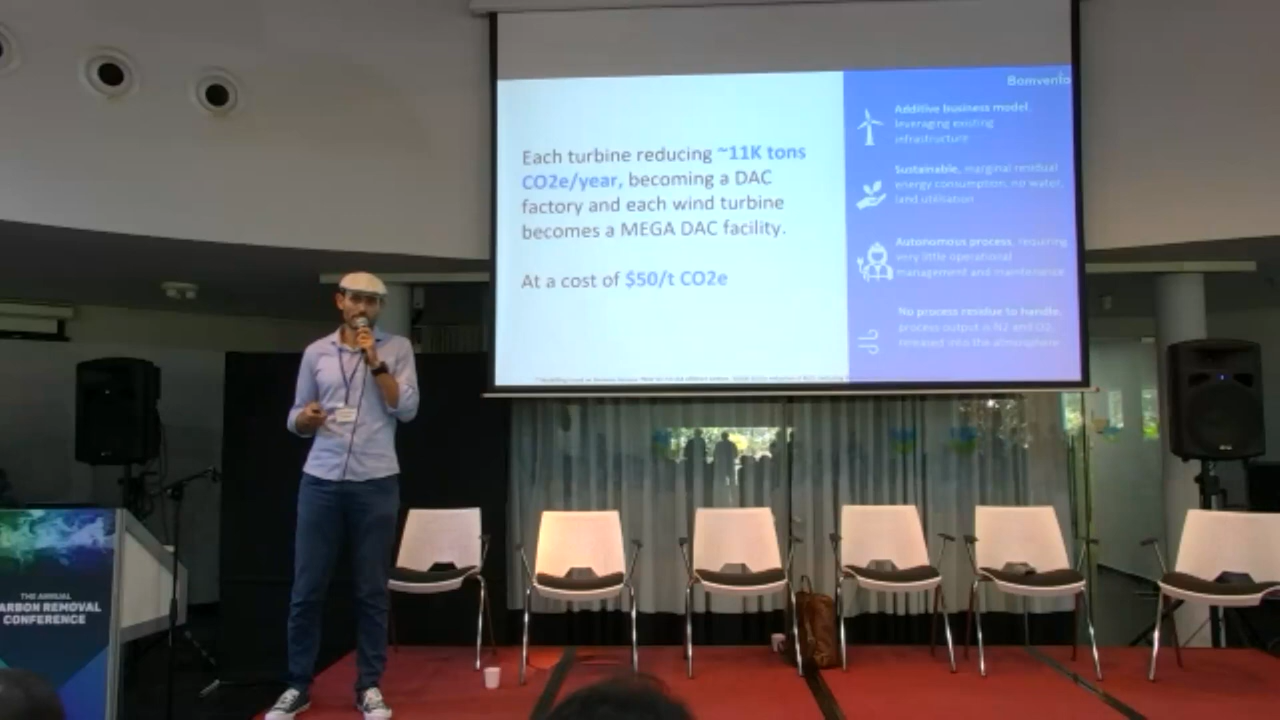 Bomvento
Each turbine reducing ~11K tons
CO2e/year, becoming a DAC
factory and each wind turbine
becomes a MEGA DAC facility.
At a cost of $50/t CO2e
Additive business model,
leveraging existing
infrastructure
Sustainable, marginal residual
energy consumption, no water,
land utilisation
Autonomous process, requiring
very little operational
management and maintenance
No process residue to handle,
process output is N2 and O2,
released into the atmosphere
THE ANNUAL
ARBON REMOVAL
CONFERENCE